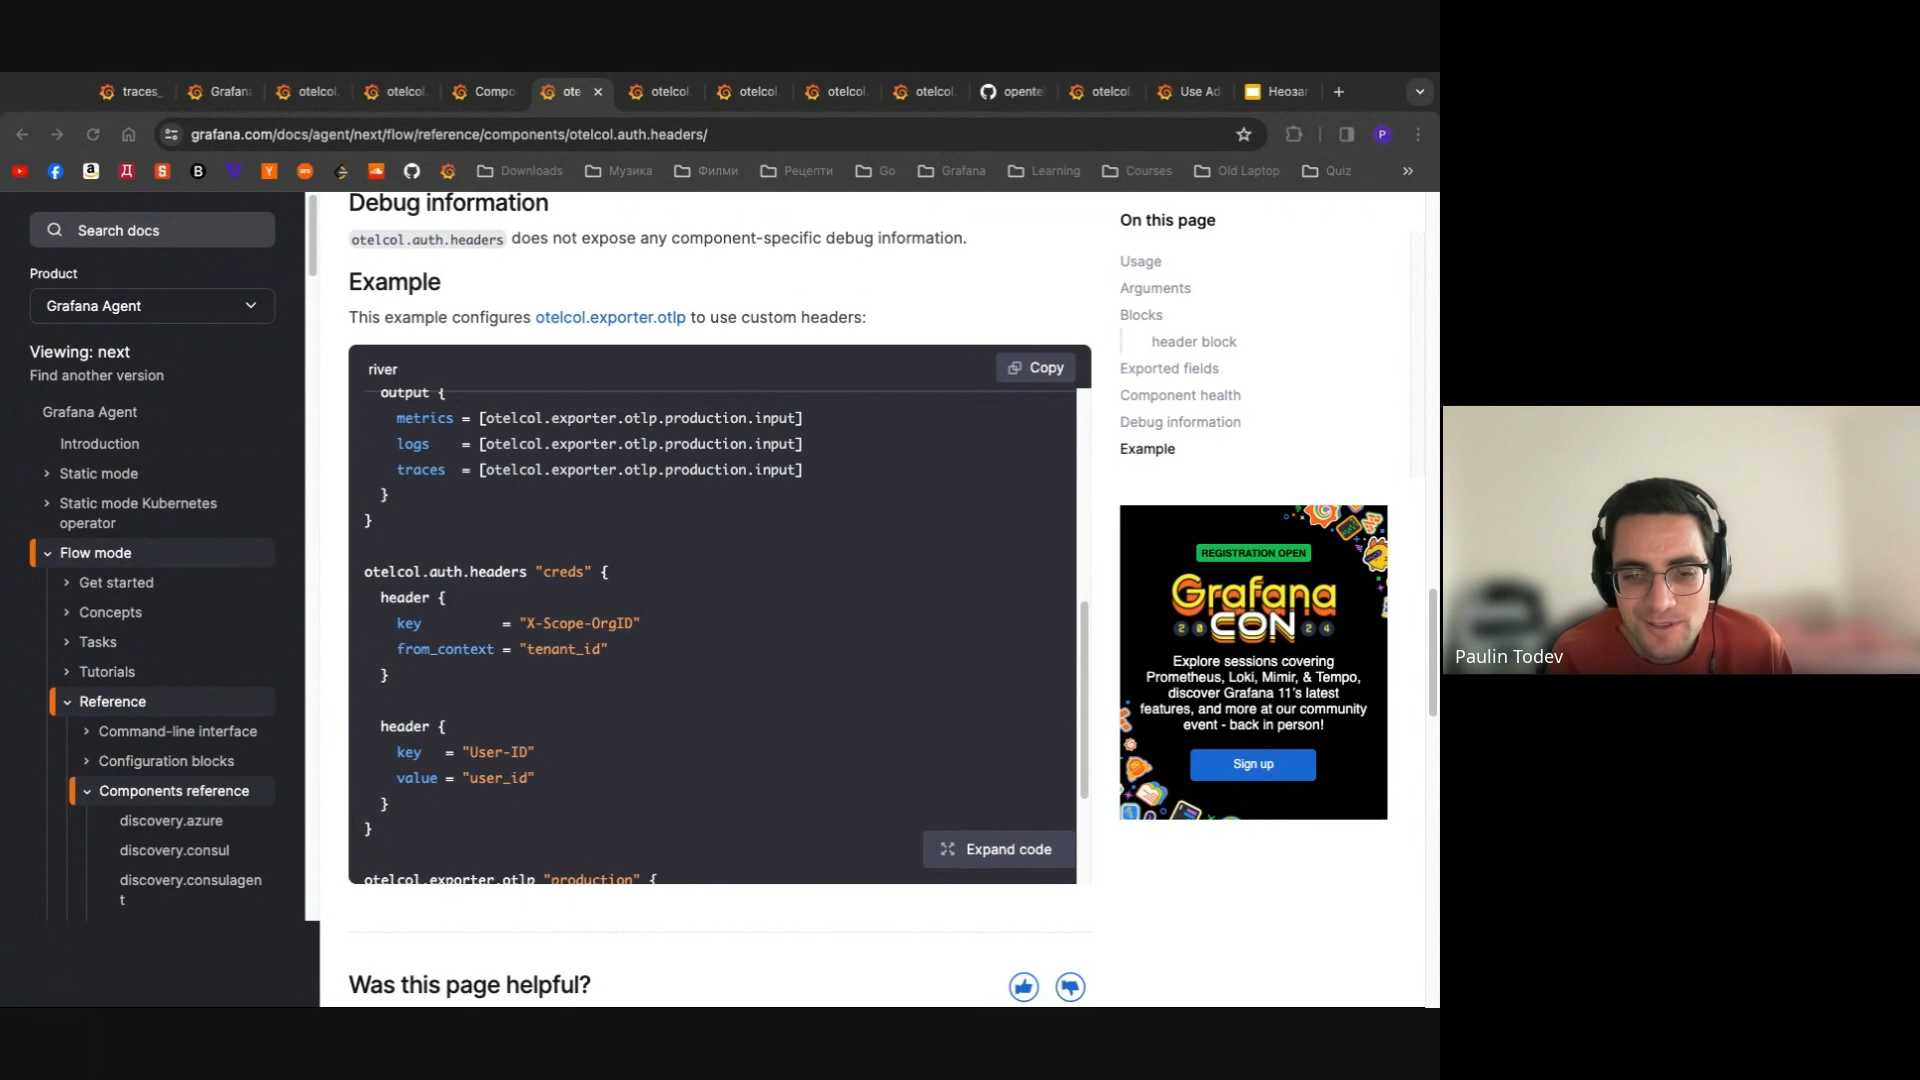 traces_
Grafana
otelcol.
otelcol.
Compo
ote
otelcol.
otelcol.
otelcol.
otelcol.
opente
otelcol.
Use Ad
Неозаг
grafana.com/docs/agent/next/flow/reference/components/otelcol.auth.headers/
P
Downloads
Музика
Филми
Рецепти
Go
Grafana
Learning
Courses
Old Laptop
Quiz
Search docs
Product
Grafana Agent
Viewing: next
Find another version
Grafana Agent
Introduction
Static mode
Static mode Kubernetes
operator
Flow mode
Get started
Concepts
Tasks
Tutorials
Reference
Command-line interface
Configuration blocks
Components reference
discovery.azure
discovery.consul
discovery.consulagen
t
Debug information
otelcol.auth.headers does not expose any component-specific debug information.
Example
This example configures otelcol.exporter.otlp to use custom headers:
river
Copy
output {
metrics = [otelcol.exporter.otlp.production.input]
logs    = [otelcol.exporter.otlp.production.input]
traces  = [otelcol.exporter.otlp.production.input]
}
}
otelcol.auth.headers "creds" {
header {
key          = "X-Scope-OrgID"
from_context = "tenant_id"
}
header {
key   = "User-ID"
value = "user_id"
}
}
Expand code
otelcol.exporter.otlp "production" {
Was this page helpful?
On this page
Usage
Arguments
Blocks
header block
Exported fields
Component health
Debug information
Example
REGISTRATION OPEN
Grafana
20 CON 24
Explore sessions covering
Prometheus, Loki, Mimir, & Tempo,
discover Grafana 11's latest
features, and more at our community
event - back in person!
Sign up
Paulin Todev